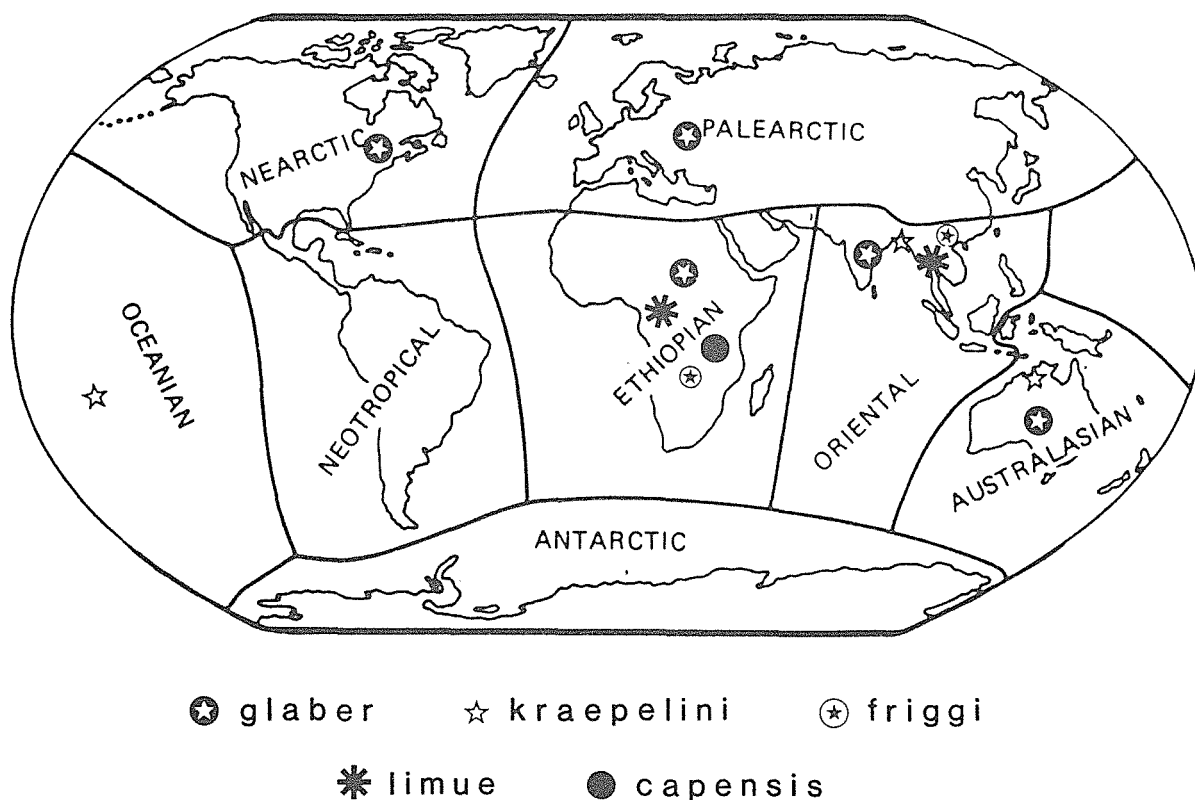 NEARCTIC
PALEARCTIC
OCEANIAN
NEOTROPICAL
ETHIOPIAN
ORIENTAL
AUSTRALASIAN
ANTARCTIC
glaber kraepelini friggi
limue capensis